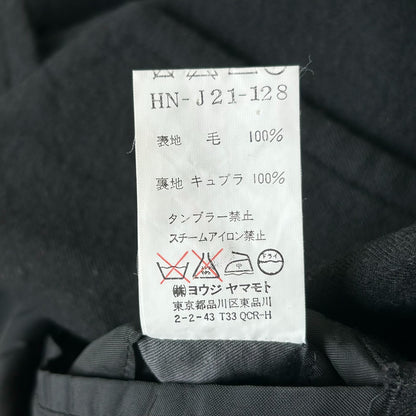 HN-J21-128
表地 毛 100%
裏地 キュプラ 100%
タンブラー禁止
スチームアイロン禁止
ドライ
㈱ヨウジ ヤマモト
東京都品川区東品川
2-2-43 T33 QCR-H